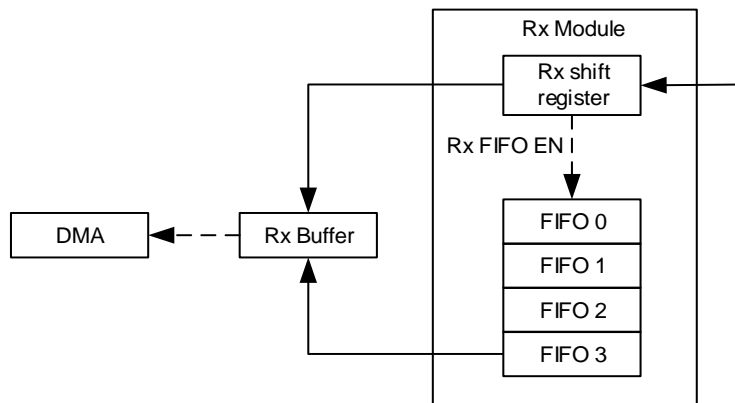 Rx Module
Rx shift
register
Rx FIFO EN
DMA
Rx Buffer
FIFO 0
FIFO 1
FIFO 2
FIFO 3